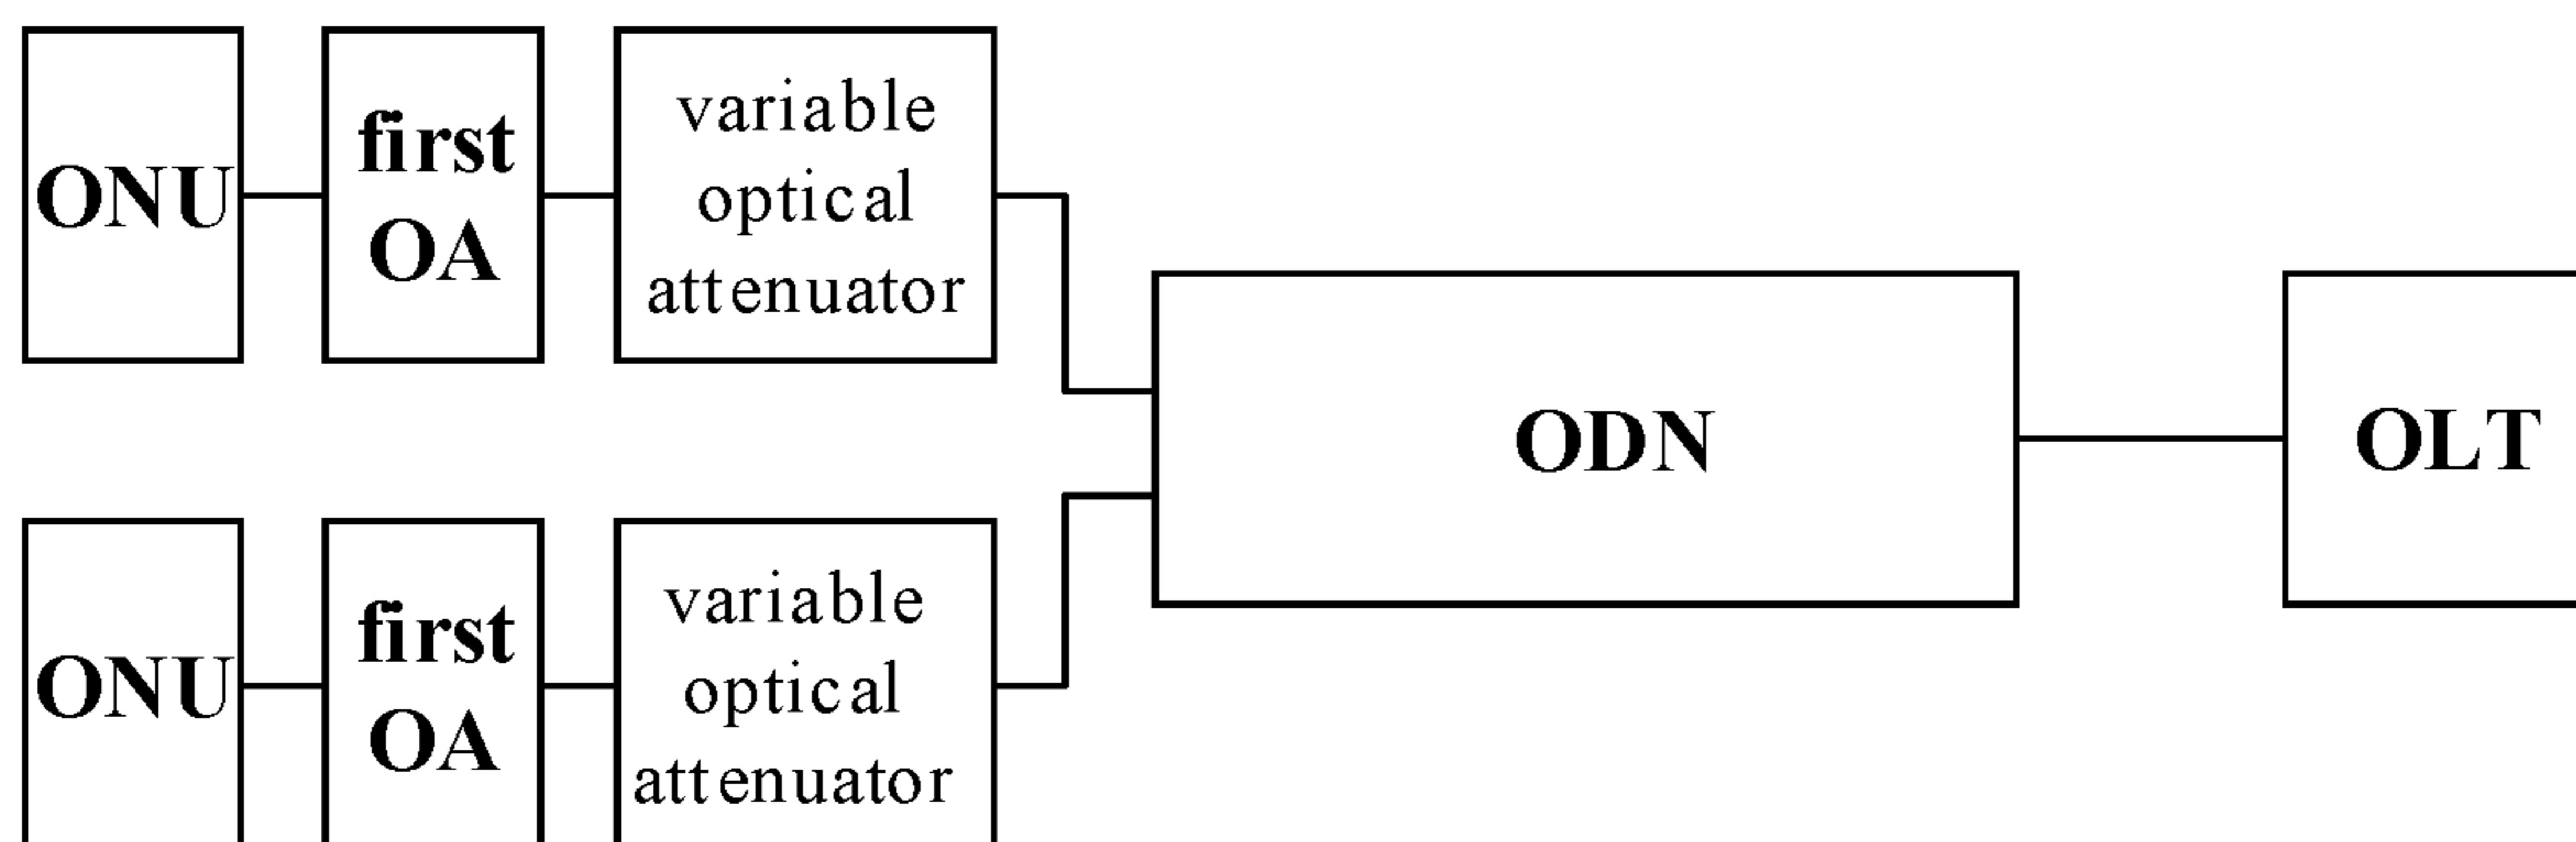 ONU
first
OA
variable
optical
attenuator
ODN
OLT
ONU
first
OA
variable
optical
attenuator